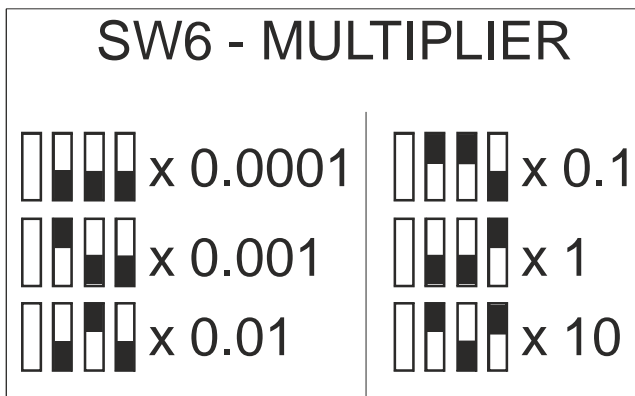 SW6 - MULTIPLIER
x 0.0001
x 0.001
x 0.01
x 0.1
x 1
x 10